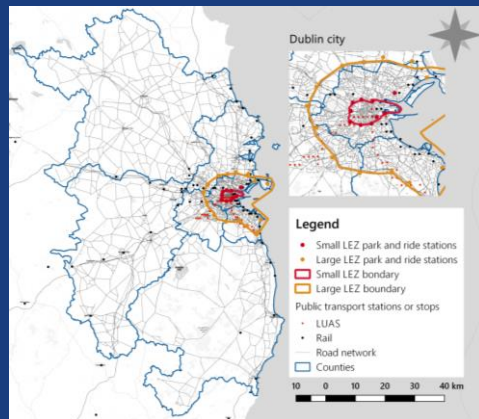 Dublin city
Legend
Small LEZ park and ride stations
Large LEZ park and ride stations
Small LEZ bondary
Large LEZ boundary
Public transport stations or stops
LUAS
Rail
Road network
Counties
10 0 10 20 30 40 km